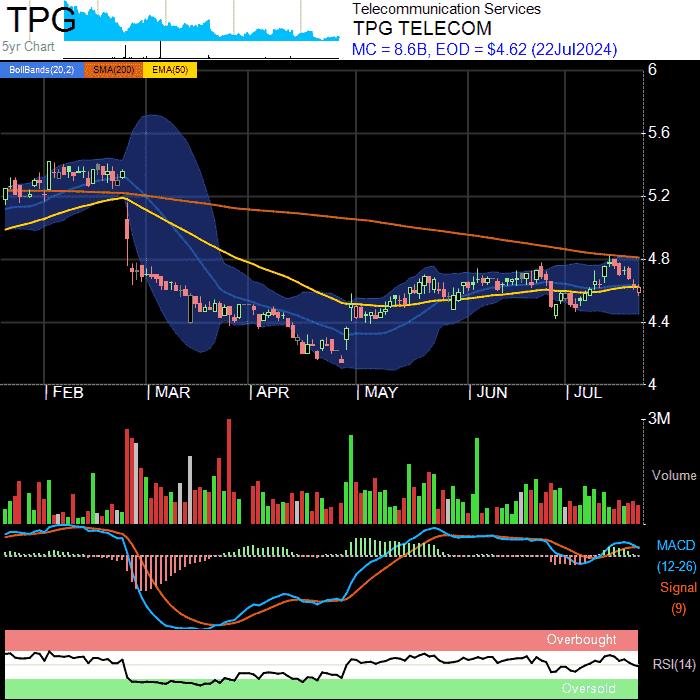 TPG
5yr Chart
Telecommunication Services
TPG TELECOM
MC = 8.6B, EOD = $4.62 (22Jul2024)
BollBands(20,2) SMA(200) EMA(50)
6
5.6
5.2
4.8
4.4
4
FEB MAR APR MAY JUN JUL
3M
Volume
MACD
(12-26)
Signal
(9)
Overbought
RSI(14)
Oversold